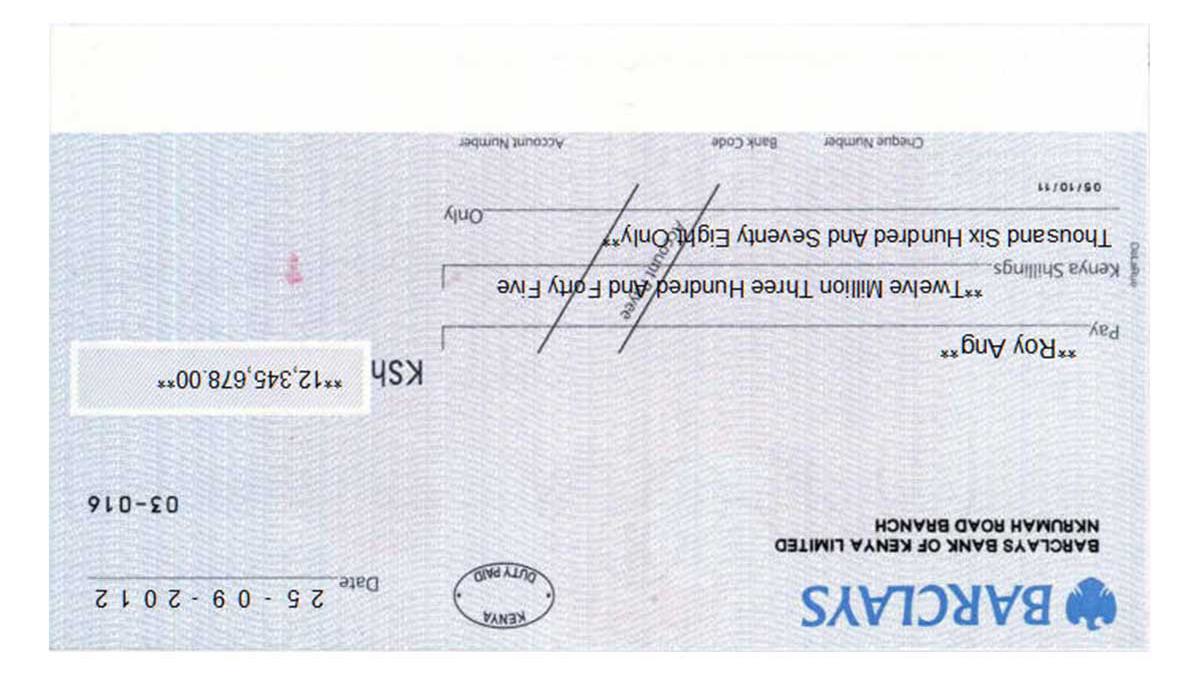 BARCLAYS
BARCLAYS BANK OF KENYA LIMITED
NKRUMAH ROAD BRANCH
KENYA
DUTY PAID
Date 25-09-2012
03-016
Pay **Roy Ang**
KSh **12,345,678.00**
Kenya Shillings **Twelve Million Three Hundred And Forty Five
Thousand Six Hundred And Seventy Eight Only**
Only
Account Payee
05/10/11
Cheque Number Bank Code Account Number